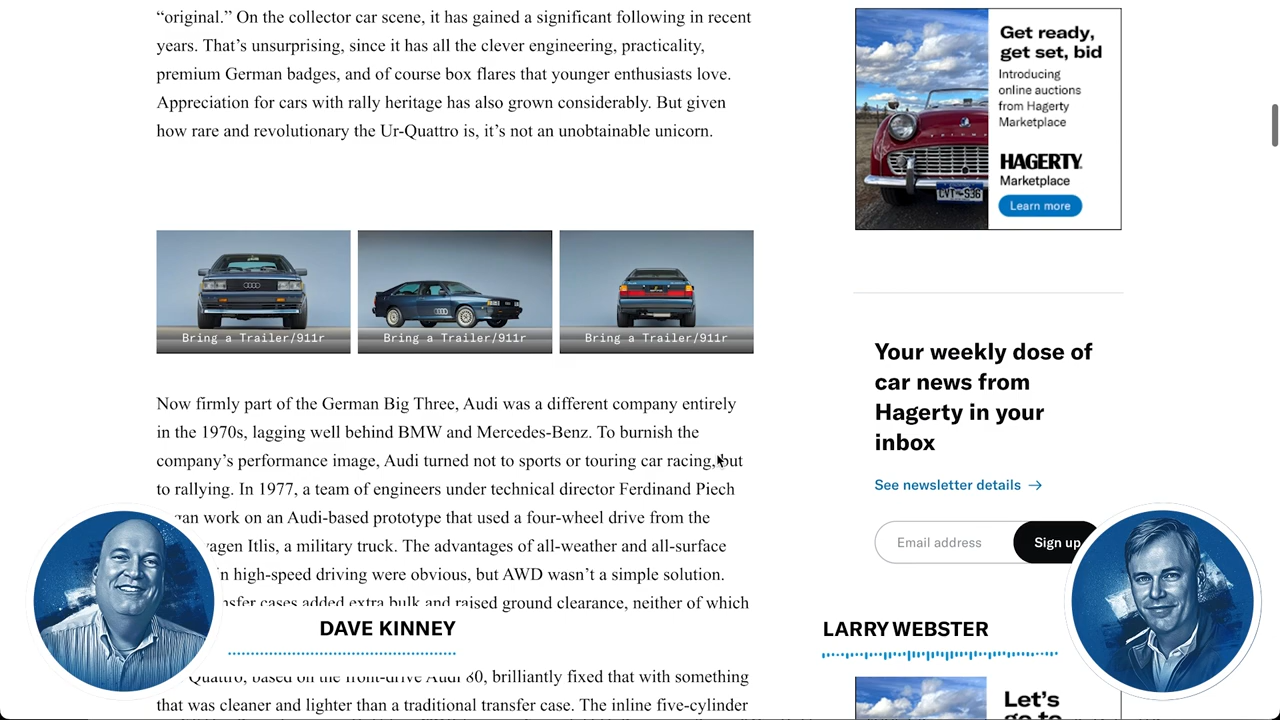 “original.” On the collector car scene, it has gained a significant following in recent
years. That’s unsurprising, since it has all the clever engineering, practicality,
premium German badges, and of course box flares that younger enthusiasts love.
Appreciation for cars with rally heritage has also grown considerably. But given
how rare and revolutionary the Ur-Quattro is, it’s not an unobtainable unicorn.
Bring a Trailer/911r
Bring a Trailer/911r
Bring a Trailer/911r
Now firmly part of the German Big Three, Audi was a different company entirely
in the 1970s, lagging well behind BMW and Mercedes-Benz. To burnish the
company’s performance image, Audi turned not to sports or touring car racing, but
to rallying. In 1977, a team of engineers under technical director Ferdinand Piech
gan work on an Audi-based prototype that used a four-wheel drive from the
wagen Itlis, a military truck. The advantages of all-weather and all-surface
n high-speed driving were obvious, but AWD wasn’t a simple solution.
nsfer cases added extra bulk and raised ground clearance, neither of which
Quattro, based on the front-drive Audi 80, brilliantly fixed that with something
that was cleaner and lighter than a traditional transfer case. The inline five-cylinder
Get ready,
get set, bid
Introducing
online auctions
from Hagerty
Marketplace
HAGERTY
Marketplace
Learn more
Your weekly dose of
car news from
Hagerty in your
inbox
See newsletter details →
Email address
Sign up
DAVE KINNEY
LARRY WEBSTER
Let’s
go to